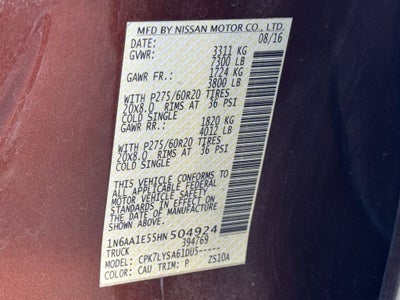 MFD BY NISSAN MOTOR CO., LTD.
DATE: 08/16
GVWR: 3311 KG
7300 LB
GAWR FR.: 1724 KG
3800 LB
WITH P275/60R20 TIRES
20x8.0 RIMS AT 36 PSI
COLD SINGLE
GAWR RR.: 1820 KG
4012 LB
WITH P275/60R20 TIRES
20x8.0 RIMS AT 36 PSI
COLD SINGLE
THIS VEHICLE CONFORMS TO
ALL APPLICABLE FEDERAL
MOTOR VEHICLE SAFETY
STANDARDS IN EFFECT ON
THE DATE OF MANUFACTURE
SHOWN ABOVE.
1N6AA1E55HN 504924
TRUCK 394769
MODEL: CPK7LYSA61DU5-----
COLOR: CAU TRIM: P ZS10A